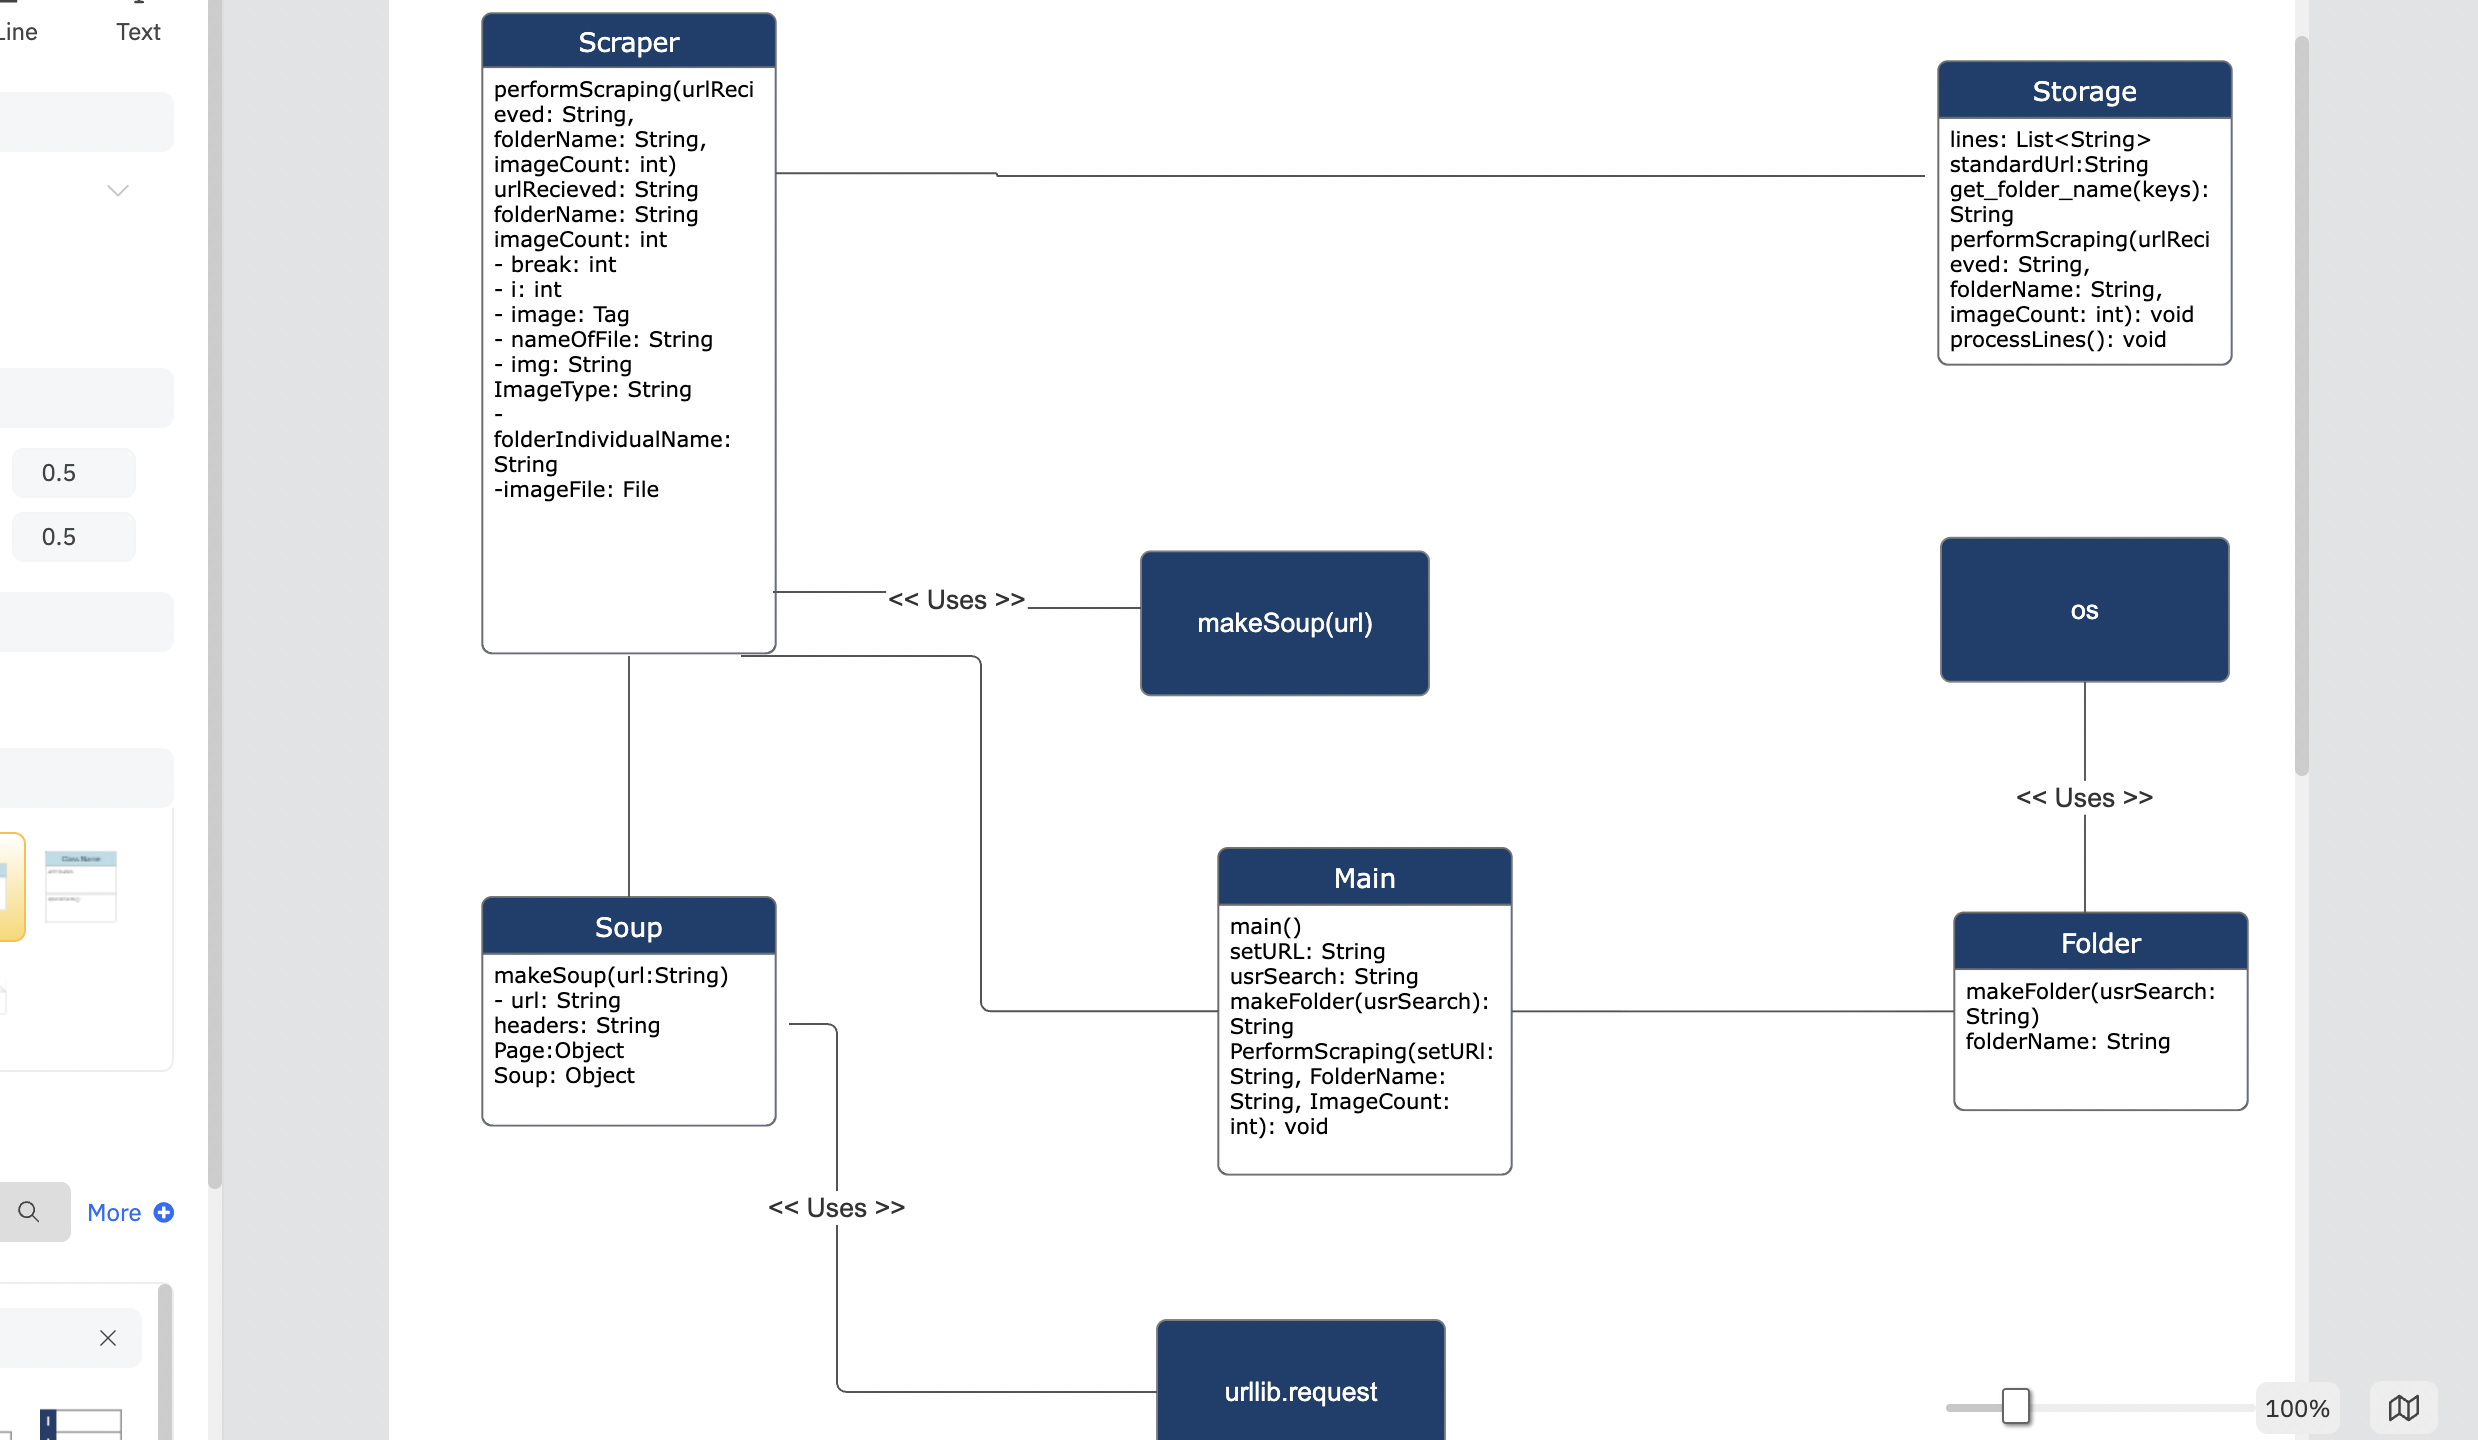 Line
Text
0.5
0.5
More
Scraper
performScraping(urlReci
eved: String,
folderName: String,
imageCount: int)
urlRecieved: String
folderName: String
imageCount: int
- break: int
- i: int
- image: Tag
- nameOfFile: String
- img: String
ImageType: String
-
folderIndividualName:
String
-imageFile: File
Storage
lines: List<String>
standardUrl:String
get_folder_name(keys):
String
performScraping(urlReci
eved: String,
folderName: String,
imageCount: int): void
processLines(): void
<< Uses >>
makeSoup(url)
os
<< Uses >>
Soup
makeSoup(url:String)
- url: String
headers: String
Page:Object
Soup: Object
Main
main()
setURL: String
usrSearch: String
makeFolder(usrSearch):
String
PerformScraping(setURl:
String, FolderName:
String, ImageCount:
int): void
Folder
makeFolder(usrSearch:
String)
folderName: String
<< Uses >>
urllib.request
100%